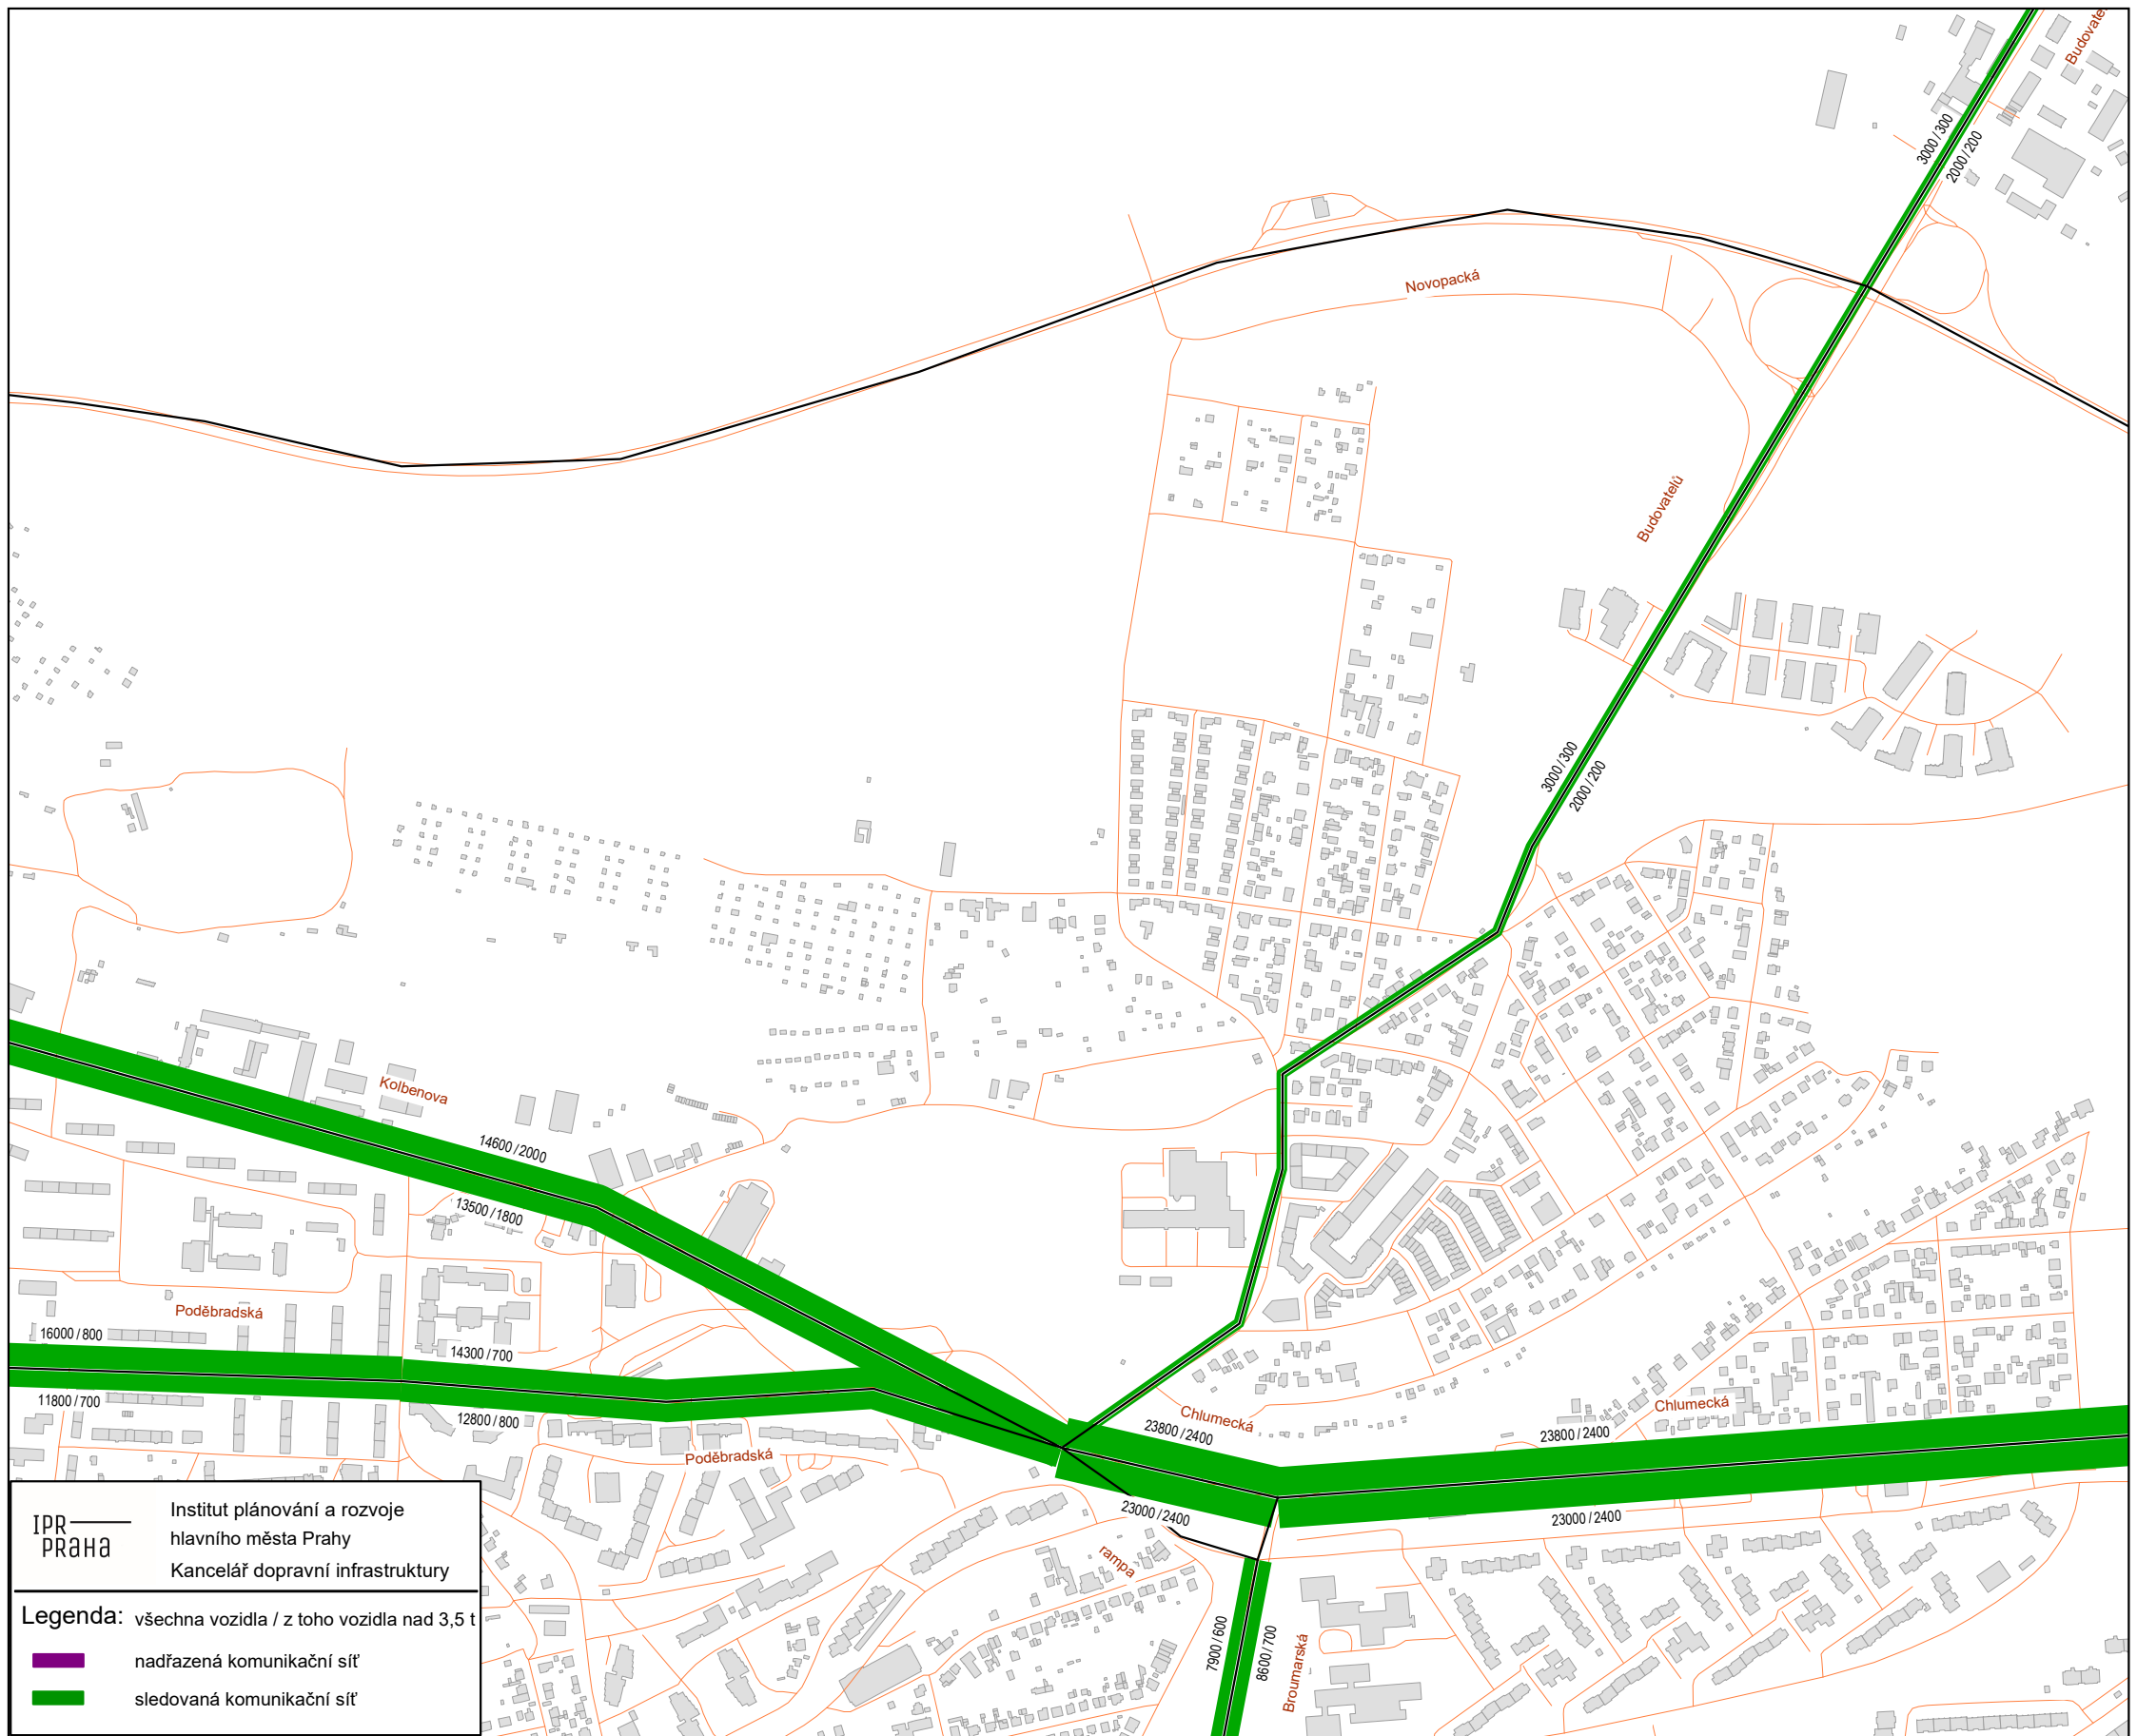 Budovatelů
3000 / 300
2000 / 200
Novopacká
Budovatelů
3000 / 300
2000 / 200
Kolbenova
14600 / 2000
13500 / 1800
Poděbradská
16000 / 800
14300 / 700
11800 / 700
12800 / 800
Poděbradská
Chlumecká
23800 / 2400
Chlumecká
23800 / 2400
23000 / 2400
23000 / 2400
rampa
7900 / 600
8600 / 700
Broumarská
IPR
PRAHA
Institut plánování a rozvoje
hlavního města Prahy
Kancelář dopravní infrastruktury
Legenda: všechna vozidla / z toho vozidla nad 3,5 t
nadřazená komunikační síť
sledovaná komunikační síť